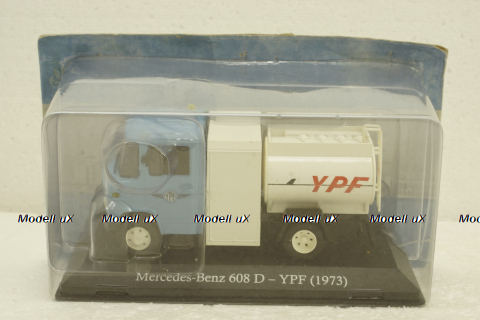 YPF
Modell uX Modell uX Modell uX Modell uX Modell uX Modell uX
Mercedes-Benz 608 D – YPF (1973)